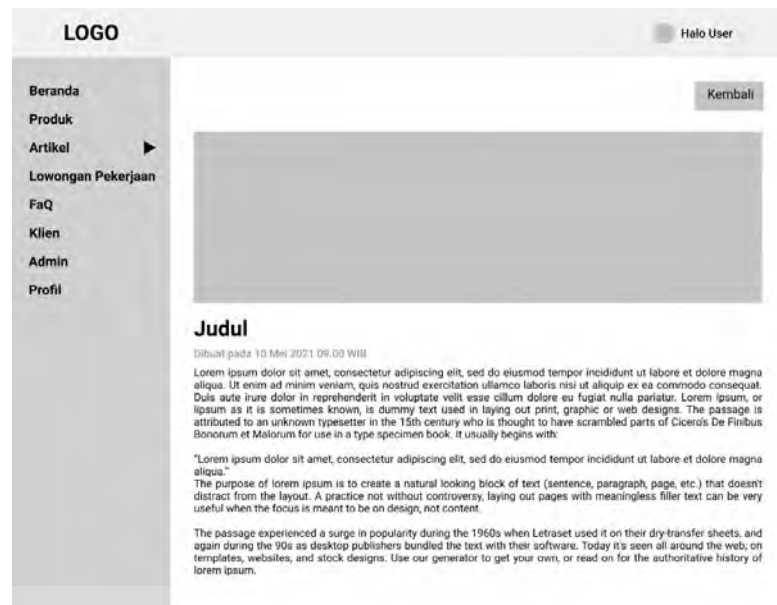 LOGO
Halo User
Beranda
Produk
Artikel
Lowongan Pekerjaan
FaQ
Klien
Admin
Profil
Kembali
Judul
Dibuat pada 10 Mei 2021 09.00 WIB
Lorem ipsum dolor sit amet, consectetur adipiscing elit, sed do eiusmod tempor incididunt ut labore et dolore magna
aliqua. Ut enim ad minim veniam, quis nostrud exercitation ullamco laboris nisi ut aliquip ex ea commodo consequat.
Duis aute irure dolor in reprehenderit in voluptate velit esse cillum dolore eu fugiat nulla pariatur. Lorem ipsum, or
lipsum as it is sometimes known, is dummy text used in laying out print, graphic or web designs. The passage is
attributed to an unknown typesetter in the 15th century who is thought to have scrambled parts of Cicero's De Finibus
Bonorum et Malorum for use in a type specimen book. It usually begins with:
"Lorem ipsum dolor sit amet, consectetur adipiscing elit, sed do eiusmod tempor incididunt ut labore et dolore magna
aliqua."
The purpose of lorem ipsum is to create a natural looking block of text (sentence, paragraph, page, etc.) that doesn't
distract from the layout. A practice not without controversy, laying out pages with meaningless filler text can be very
useful when the focus is meant to be on design, not content.
The passage experienced a surge in popularity during the 1960s when Letraset used it on their dry-transfer sheets, and
again during the 90s as desktop publishers bundled the text with their software. Today it's seen all around the web; on
templates, websites, and stock designs. Use our generator to get your own, or read on for the authoritative history of
lorem ipsum.